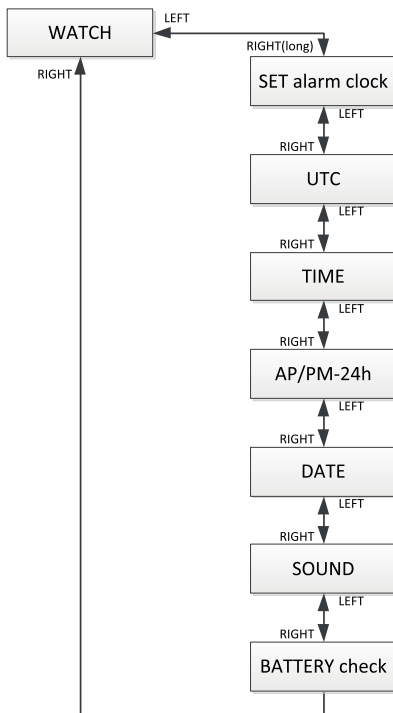 LEFT
WATCH
RIGHT(long)
RIGHT
SET alarm clock
LEFT
RIGHT
UTC
LEFT
RIGHT
TIME
LEFT
RIGHT
AP/PM-24h
LEFT
RIGHT
DATE
LEFT
RIGHT
SOUND
LEFT
RIGHT
BATTERY check